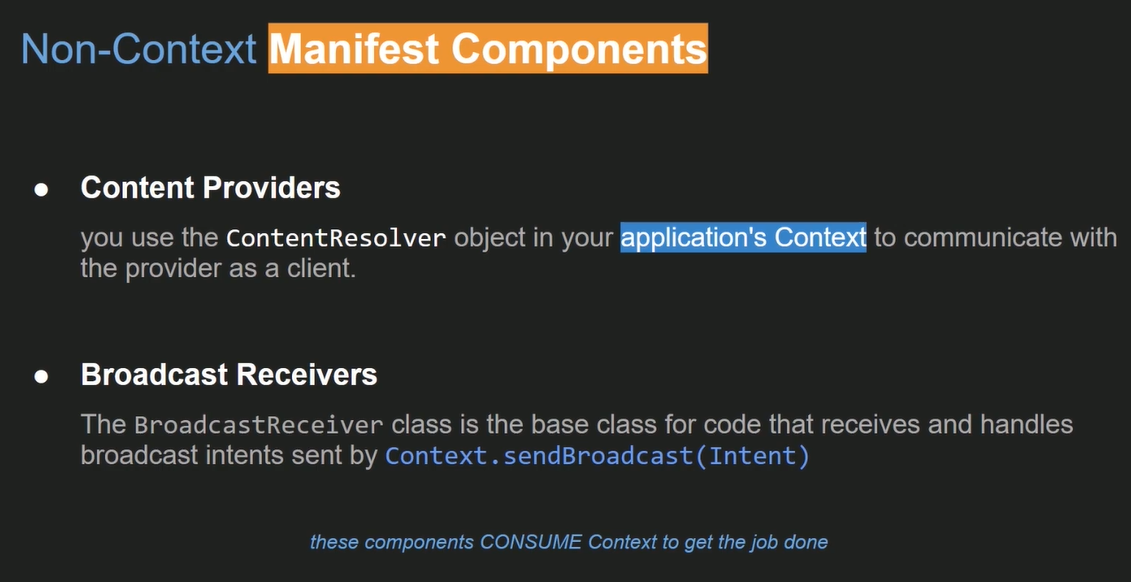 Non-Context Manifest Components
● Content Providers
you use the ContentResolver object in your application's Context to communicate with
the provider as a client.
● Broadcast Receivers
The BroadcastReceiver class is the base class for code that receives and handles
broadcast intents sent by Context.sendBroadcast(Intent)
these components CONSUME Context to get the job done